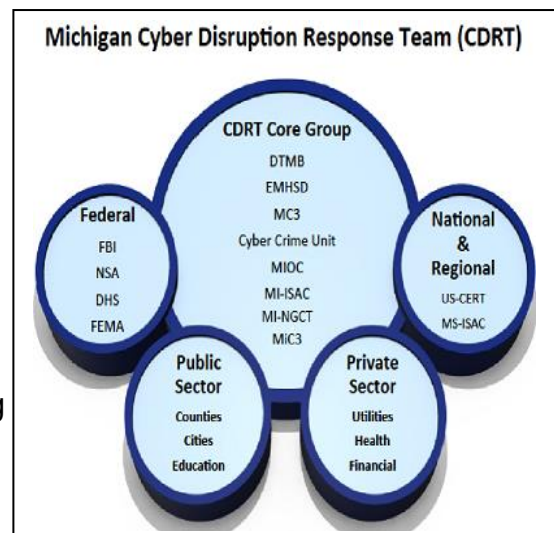 Michigan Cyber Disruption Response Team (CDRT)
CDRT Core Group
DTMB
EMHSD
MC3
Cyber Crime Unit
MIOC
MI-ISAC
MI-NGCT
MiC3
Federal
FBI
NSA
DHS
FEMA
National
&
Regional
US-CERT
MS-ISAC
Public
Sector
Counties
Cities
Education
Private
Sector
Utilities
Health
Financial
g